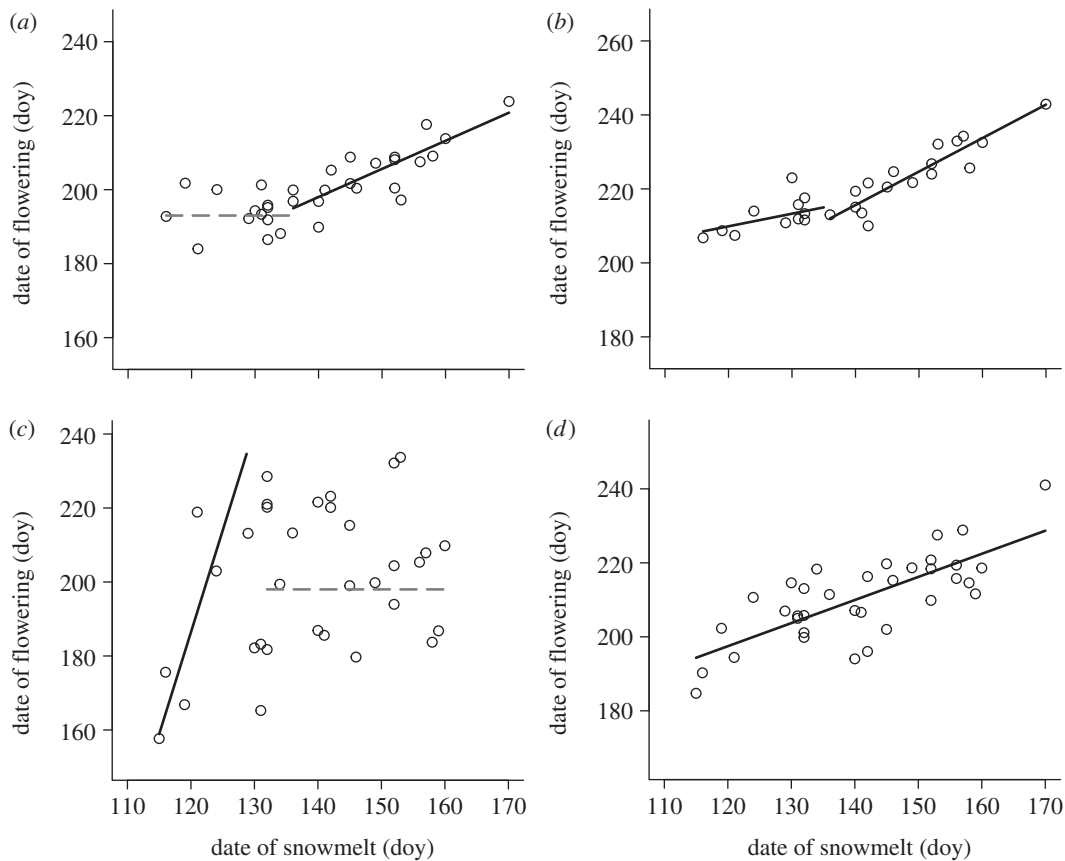 (a)
240
220
200
180
160
date of flowering (doy)
(b)
260
240
220
200
180
date of flowering (doy)
(c)
240
220
200
180
160
date of flowering (doy)
110 120 130 140 150 160 170
date of snowmelt (doy)
(d)
240
220
200
180
date of flowering (doy)
110 120 130 140 150 160 170
date of snowmelt (doy)